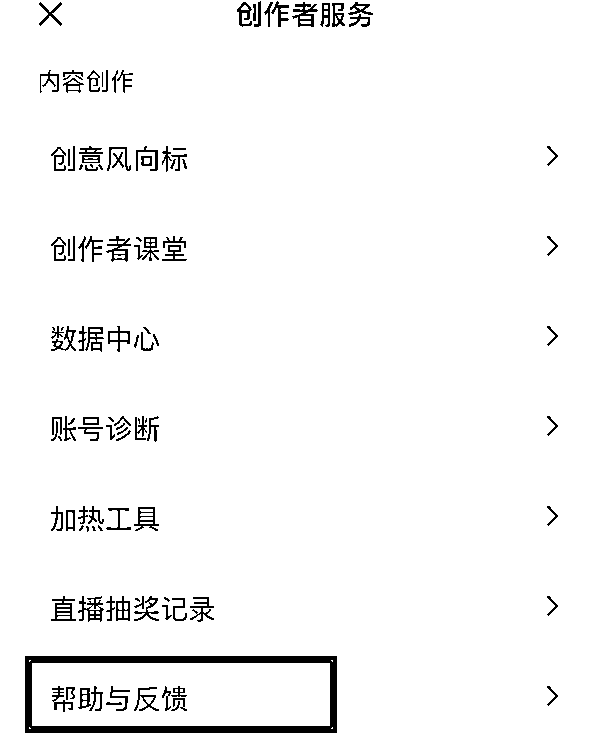 创作者服务
内容创作
创意风向标
创作者课堂
数据中心
账号诊断
加热工具
直播抽奖记录
帮助与反馈